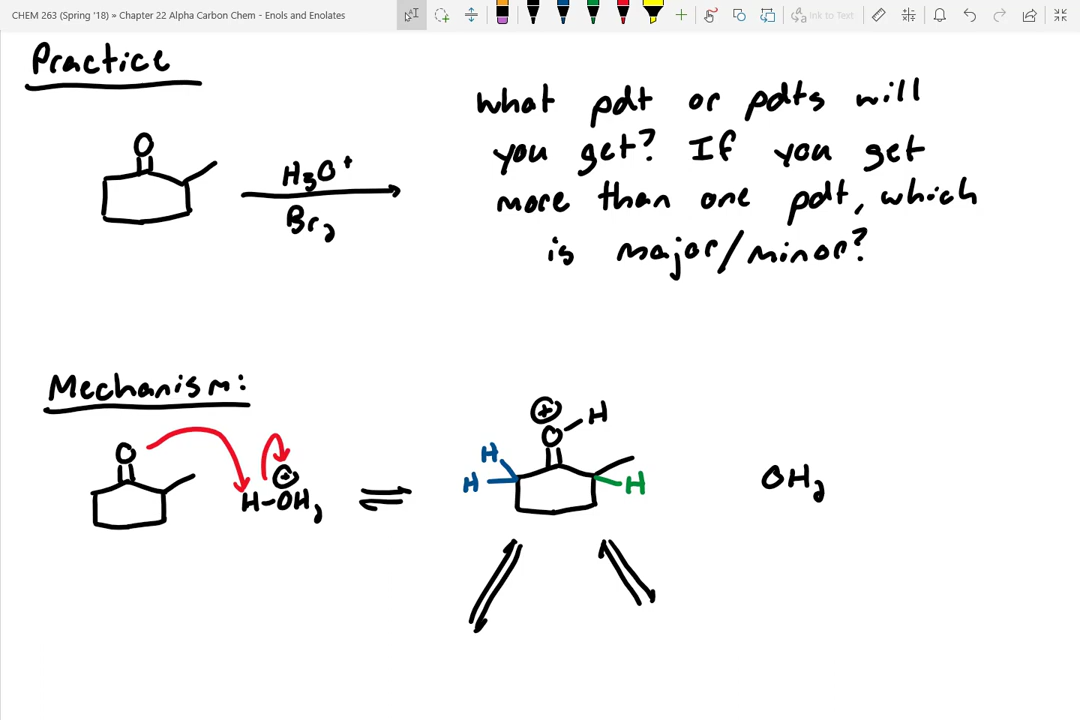 CHEM 263 (Spring '18) » Chapter 22 Alpha Carbon Chem - Enols and Enolates
Ink to Text
Practice
What pdt or pdts will
you get? If you get
more than one pdt, which
is major/minor?
O
H₃O⁺
Br₂
Mechanism:
O
H-OH₂
⊕
⊕
O-H
H
H
H
OH₂